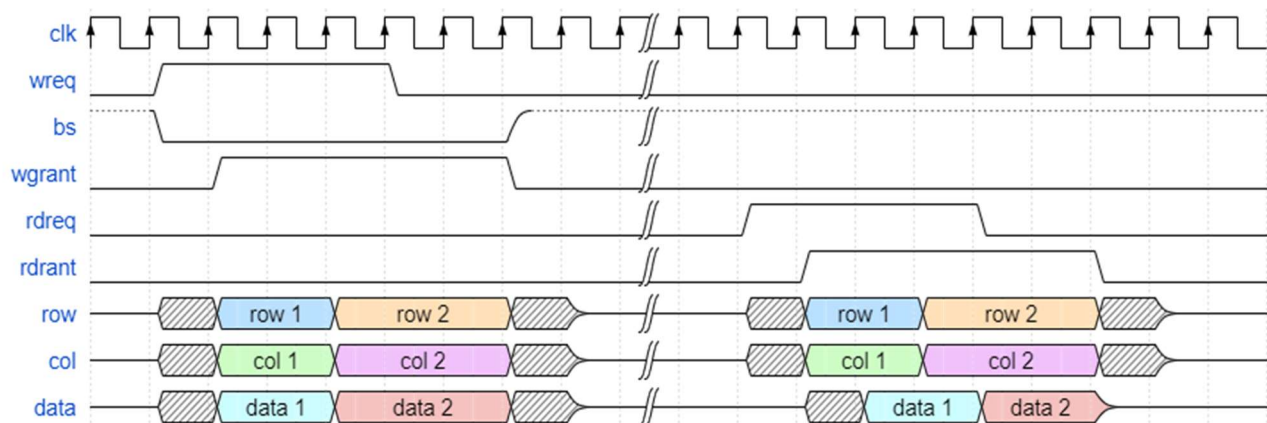 clk
wreq
bs
wgrant
rdreq
rdrant
row row 1 row 2 row 1 row 2
col col 1 col 2 col 1 col 2
data data 1 data 2 data 1 data 2